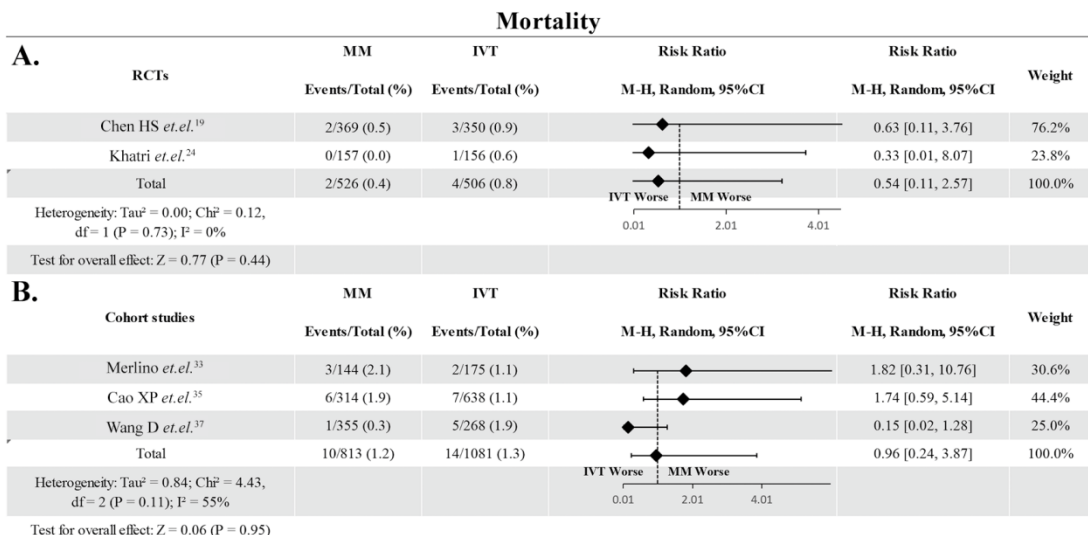 Mortality
A.
RCTs MM IVT Risk Ratio Risk Ratio Weight
Events/Total (%) Events/Total (%) M-H, Random, 95%CI M-H, Random, 95%CI
Chen HS et.el.¹⁹ 2/369 (0.5) 3/350 (0.9) 0.63 [0.11, 3.76] 76.2%
Khatri et.el.²⁴ 0/157 (0.0) 1/156 (0.6) 0.33 [0.01, 8.07] 23.8%
Total 2/526 (0.4) 4/506 (0.8) 0.54 [0.11, 2.57] 100.0%
IVT Worse MM Worse
0.01 2.01 4.01
Heterogeneity: Tau² = 0.00; Chi² = 0.12,
df = 1 (P = 0.73); I² = 0%
Test for overall effect: Z = 0.77 (P = 0.44)
B.
Cohort studies MM IVT Risk Ratio Risk Ratio Weight
Events/Total (%) Events/Total (%) M-H, Random, 95%CI M-H, Random, 95%CI
Merlino et.el.³³ 3/144 (2.1) 2/175 (1.1) 1.82 [0.31, 10.76] 30.6%
Cao XP et.el.³⁵ 6/314 (1.9) 7/638 (1.1) 1.74 [0.59, 5.14] 44.4%
Wang D et.el.³⁷ 1/355 (0.3) 5/268 (1.9) 0.15 [0.02, 1.28] 25.0%
Total 10/813 (1.2) 14/1081 (1.3) 0.96 [0.24, 3.87] 100.0%
IVT Worse MM Worse
0.01 2.01 4.01
Heterogeneity: Tau² = 0.84; Chi² = 4.43,
df = 2 (P = 0.11); I² = 55%
Test for overall effect: Z = 0.06 (P = 0.95)